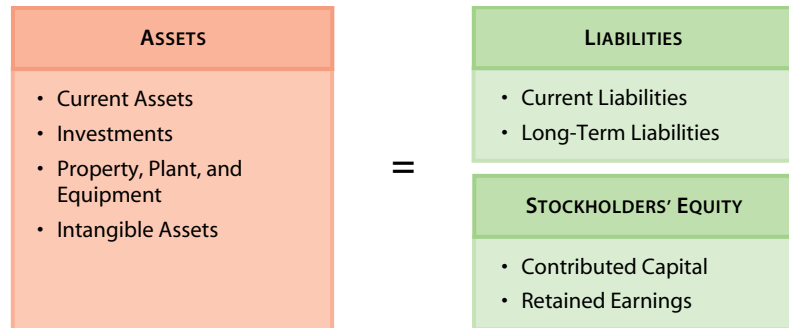 ASSETS
• Current Assets
• Investments
• Property, Plant, and
Equipment
• Intangible Assets
=
LIABILITIES
• Current Liabilities
• Long-Term Liabilities
STOCKHOLDERS' EQUITY
• Contributed Capital
• Retained Earnings